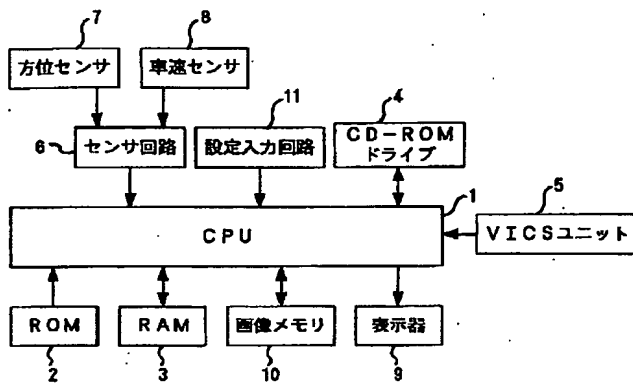 7
8
方位センサ
車速センサ
11
4
6
センサ回路
設定入力回路
CD-ROM
ドライブ
1
5
CPU
VICSユニット
ROM
RAM
画像メモリ
表示器
2
3
10
9